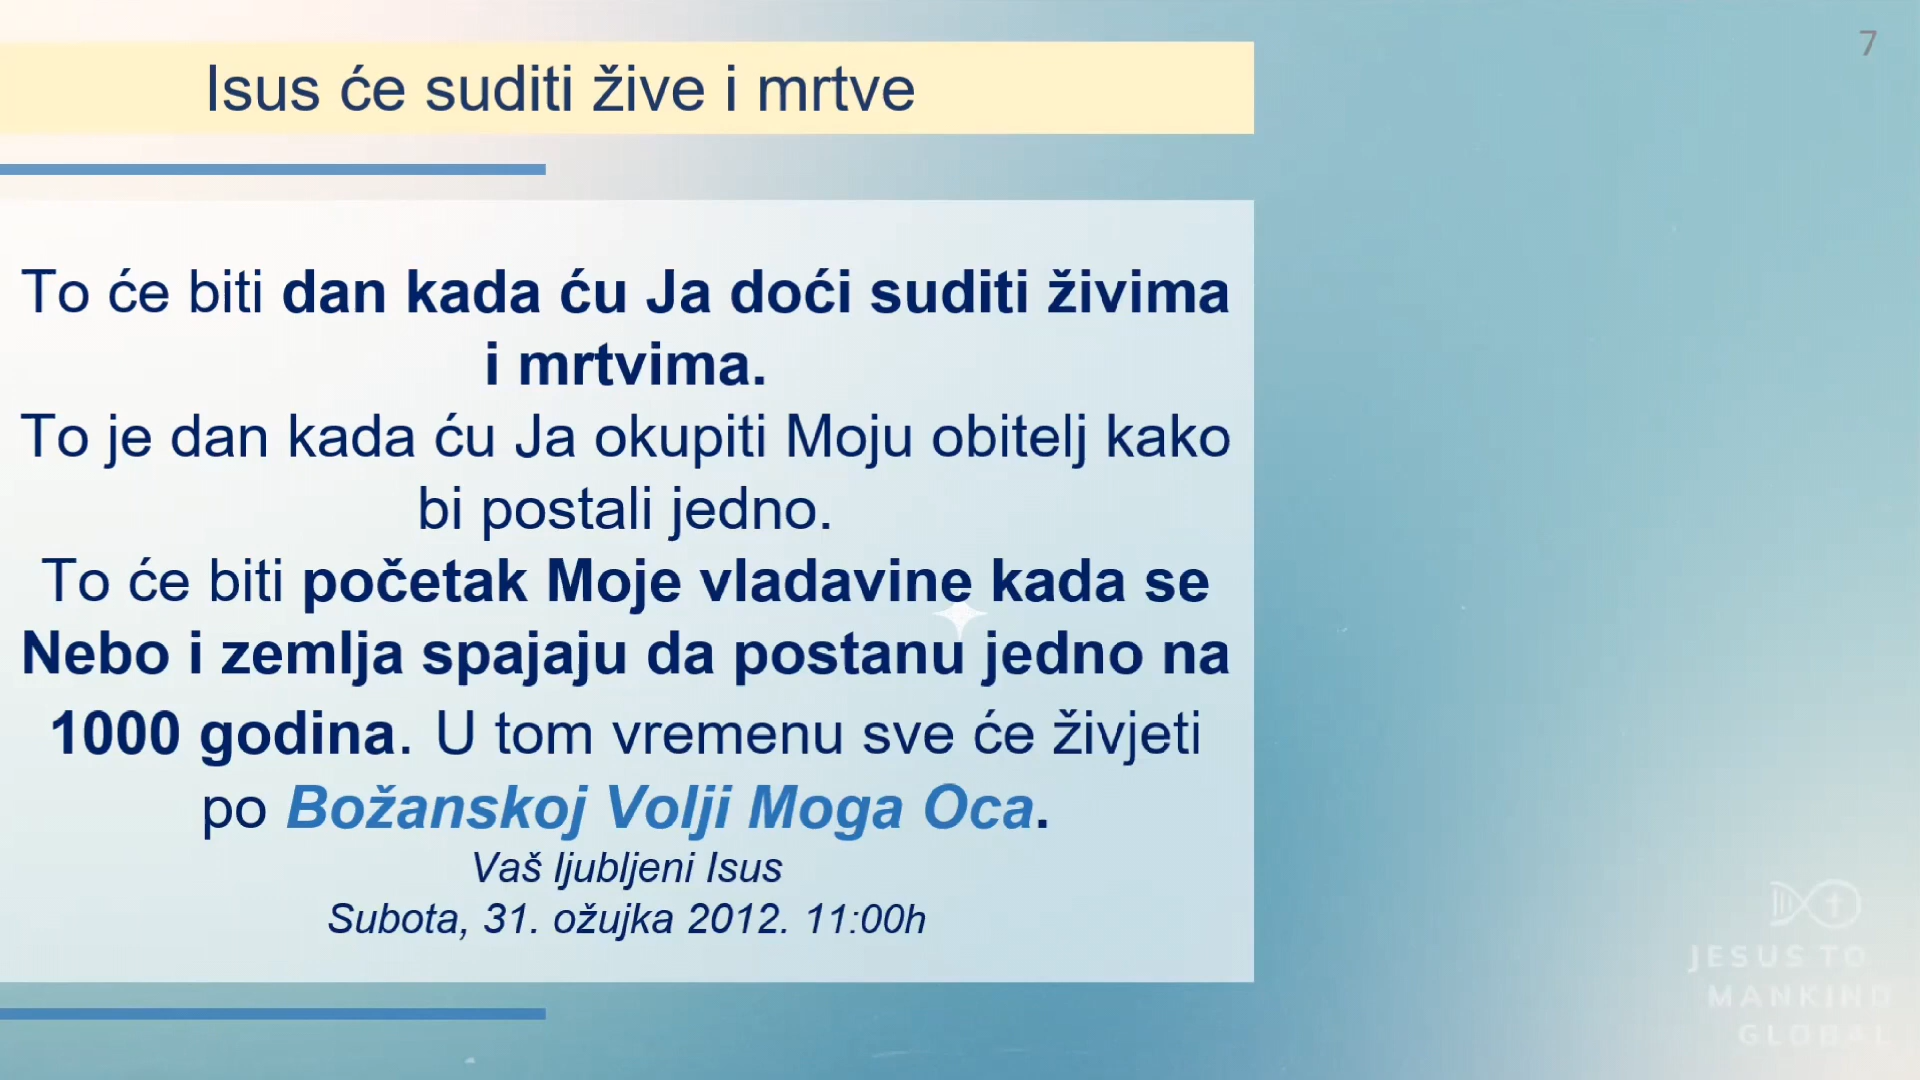 7
Isus će suditi žive i mrtve
To će biti dan kada ću Ja doći suditi živima
i mrtvima.
To je dan kada ću Ja okupiti Moju obitelj kako
bi postali jedno.
To će biti početak Moje vladavine kada se
Nebo i zemlja spajaju da postanu jedno na
1000 godina. U tom vremenu sve će živjeti
po Božanskoj Volji Moga Oca.
Vaš ljubljeni Isus
Subota, 31. ožujka 2012. 11:00h
JESUS TO
MANKIND
GLOBAL